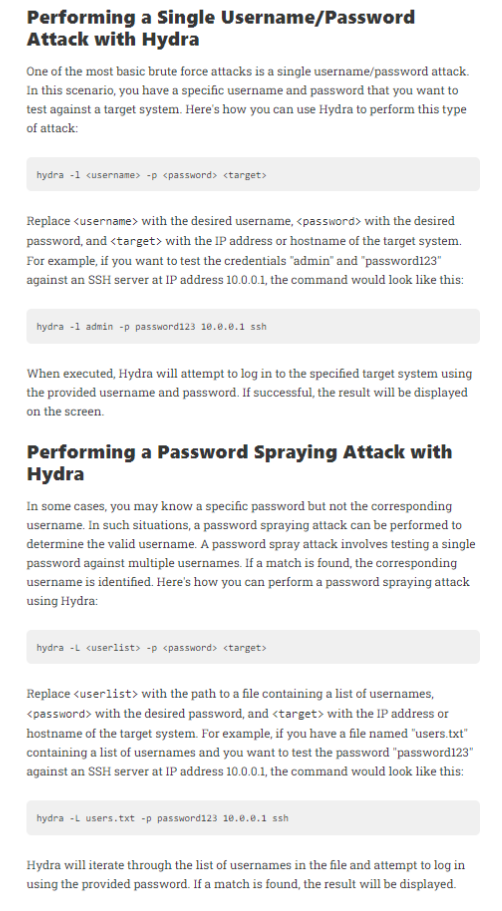 Performing a Single Username/Password
Attack with Hydra
One of the most basic brute force attacks is a single username/password attack.
In this scenario, you have a specific username and password that you want to
test against a target system. Here's how you can use Hydra to perform this type
of attack:
hydra -l <username> -p <password> <target>
Replace <username> with the desired username, <password> with the desired
password, and <target> with the IP address or hostname of the target system.
For example, if you want to test the credentials "admin" and "password123"
against an SSH server at IP address 10.0.0.1, the command would look like this:
hydra -l admin -p password123 10.0.0.1 ssh
When executed, Hydra will attempt to log in to the specified target system using
the provided username and password. If successful, the result will be displayed
on the screen.
Performing a Password Spraying Attack with
Hydra
In some cases, you may know a specific password but not the corresponding
username. In such situations, a password spraying attack can be performed to
determine the valid username. A password spray attack involves testing a single
password against multiple usernames. If a match is found, the corresponding
username is identified. Here's how you can perform a password spraying attack
using Hydra:
hydra -L <userlist> -p <password> <target>
Replace <userlist> with the path to a file containing a list of usernames,
<password> with the desired password, and <target> with the IP address or
hostname of the target system. For example, if you have a file named "users.txt"
containing a list of usernames and you want to test the password "password123"
against an SSH server at IP address 10.0.0.1, the command would look like this:
hydra -L users.txt -p password123 10.0.0.1 ssh
Hydra will iterate through the list of usernames in the file and attempt to log in
using the provided password. If a match is found, the result will be displayed.